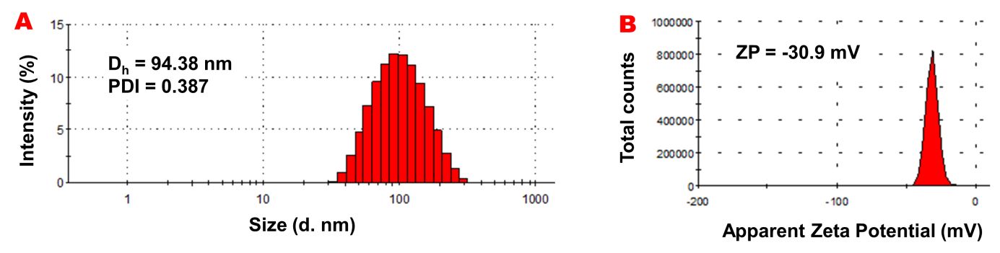 A
15
10
5
0
Intensity (%)
D_h = 94.38 nm
PDI = 0.387
1
10
100
1000
Size (d. nm)
B
1000000
800000
600000
400000
200000
0
Total counts
ZP = -30.9 mV
-200
-100
0
Apparent Zeta Potential (mV)